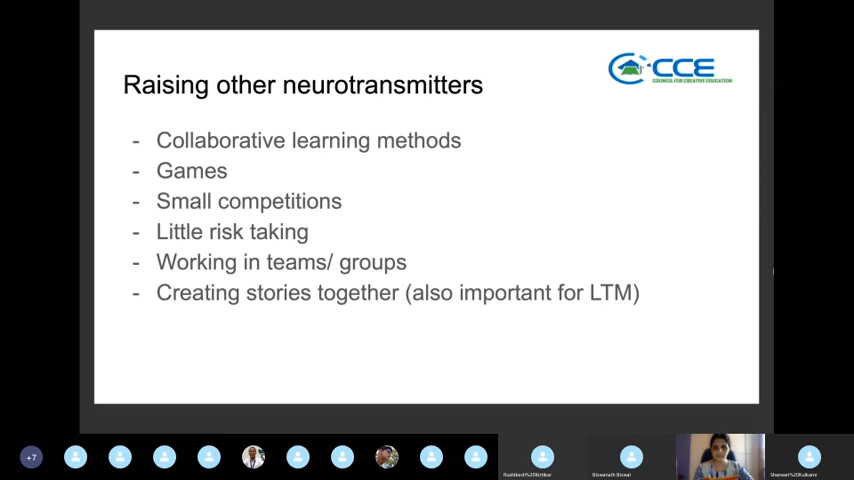 Raising other neurotransmitters
CCE
COUNCIL FOR CREATIVE EDUCATION
- Collaborative learning methods
- Games
- Small competitions
- Little risk taking
- Working in teams/ groups
- Creating stories together (also important for LTM)
+7
Rushikesh%20Kirtikar
Biswanath Biswal
Sharwari%20Kulkarni